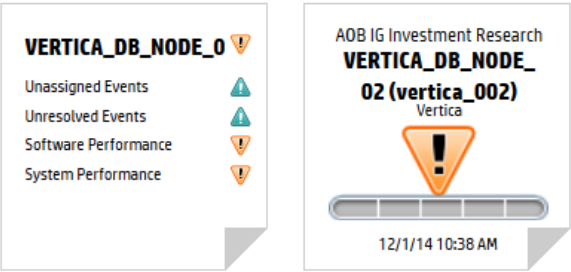 VERTICA_DB_NODE_0
Unassigned Events
Unresolved Events
Software Performance
System Performance
AOB IG Investment Research
VERTICA_DB_NODE_
02 (vertica_002)
Vertica
12/1/14 10:38 AM